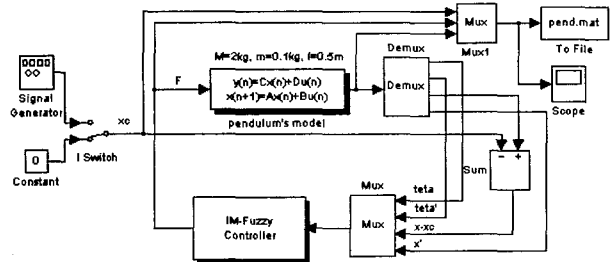 Mux
Mux1
pend.mat
To File
M=2kg, m=0.1kg, l=0.5m
Demux
F
y(n)=Cx(n)+Du(n)
x(n+1)=Ax(n)+Bu(n)
Demux
pendulum's model
Scope
Signal
Generator
xc
I Switch
0
Constant
- +
Sum
Mux
IM-Fuzzy
Controller
Mux
teta
teta'
x-xc
x'